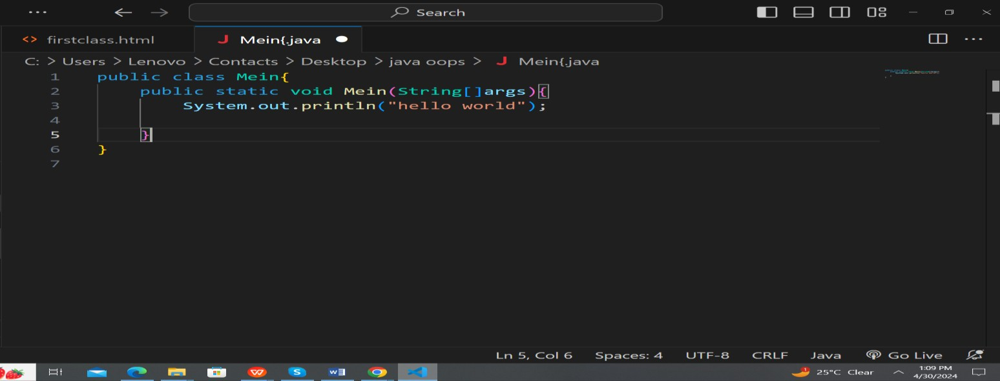 Search
firstclass.html
Mein{.java
C: > Users > Lenovo > Contacts > Desktop > java oops > J Mein{.java
1 public class Mein{
2 public static void Mein(String[]args){
3 System.out.println("hello world");
4
5 }
6 }
7
Ln 5, Col 6 Spaces: 4 UTF-8 CRLF Java Go Live
25°C Clear
1:09 PM
4/30/2024